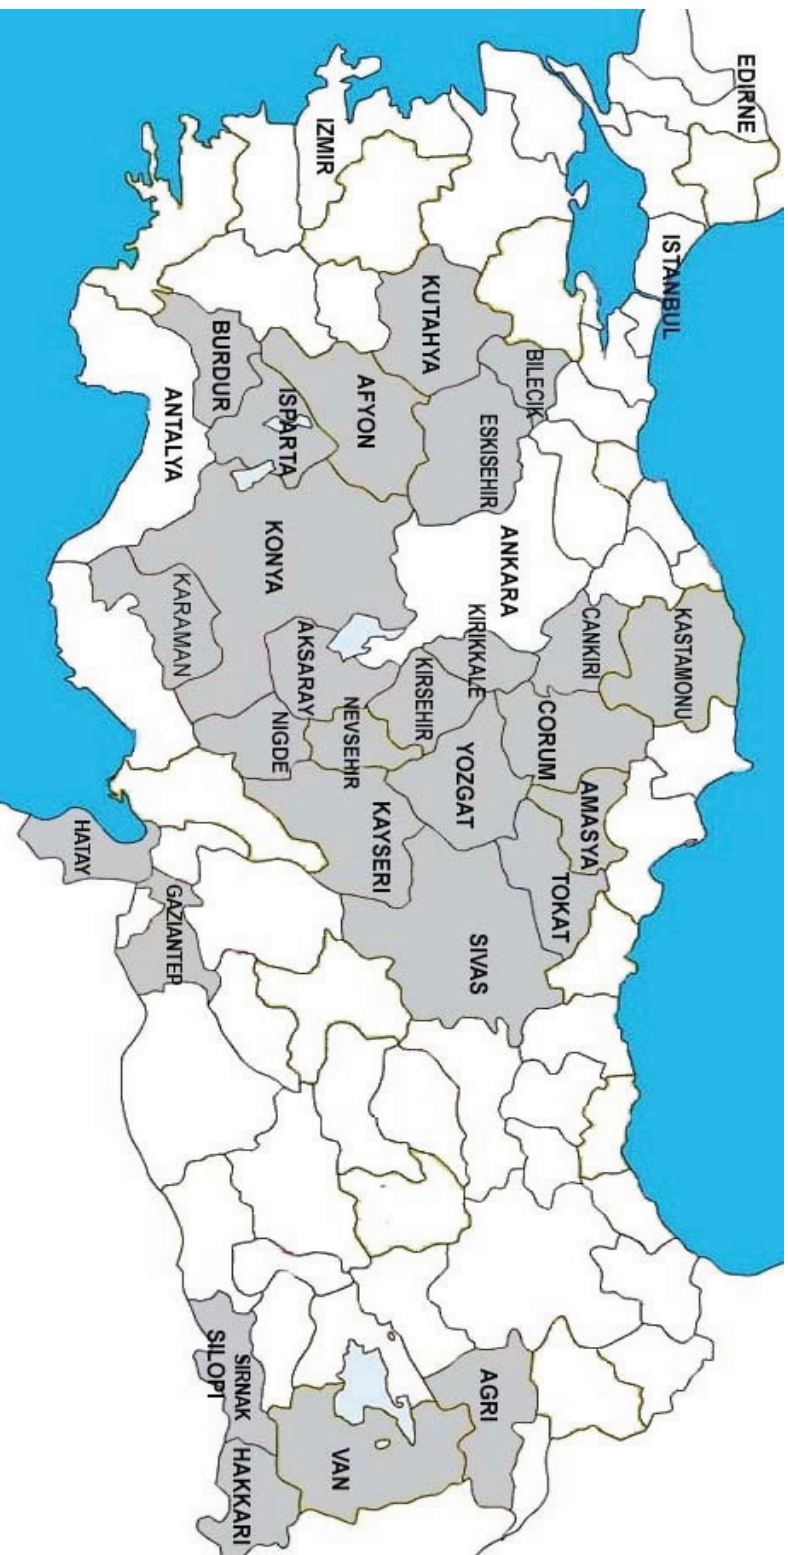 EDIRNE
ISTANBUL
KASTAMONU
CANKIRI
AMASYA
TOKAT
CORUM
BILECIK
ANKARA
ESKISEHIR
KIRIKKALE
YOZGAT
SIVAS
AGRI
KUTAHYA
KIRSEHIR
KAYSERI
AFYON
NEVSEHIR
VAN
IZMIR
AKSARAY
ISPARTA
KONYA
NIGDE
SIRNAK
HAKKARI
BURDUR
SILOPI
KARAMAN
ANTALYA
GAZIANTEP
HATAY